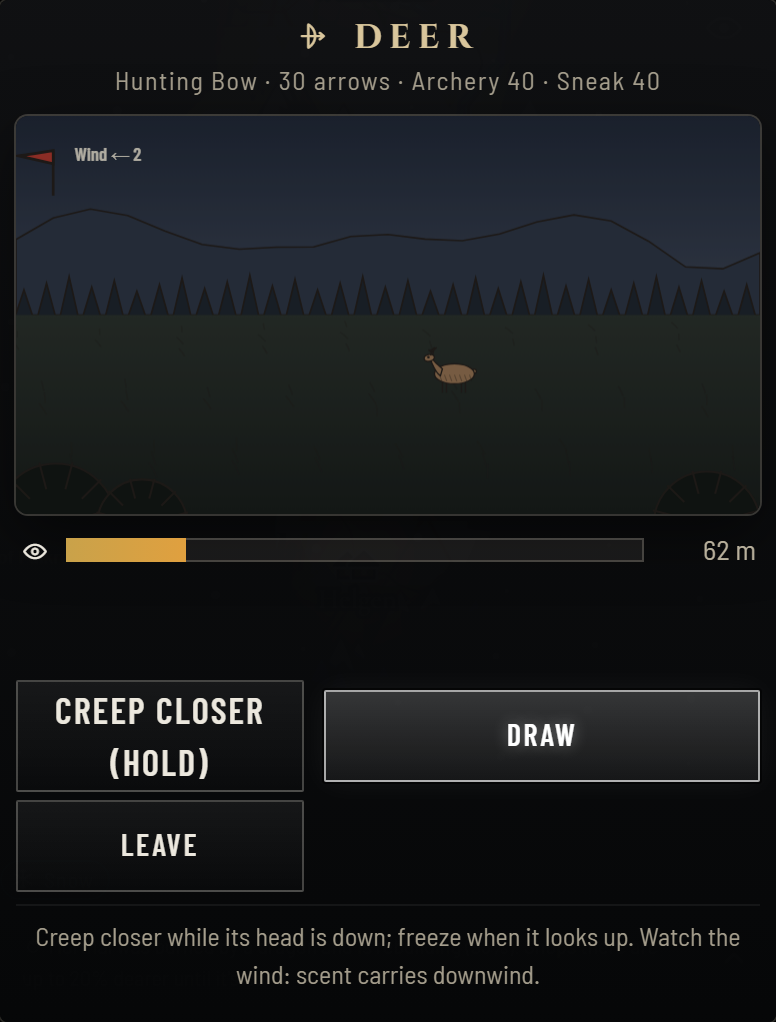 DEER
Hunting Bow · 30 arrows · Archery 40 · Sneak 40
Wind ← 2
62 m
CREEP CLOSER
(HOLD)
DRAW
LEAVE
Creep closer while its head is down; freeze when it looks up. Watch the
wind: scent carries downwind.